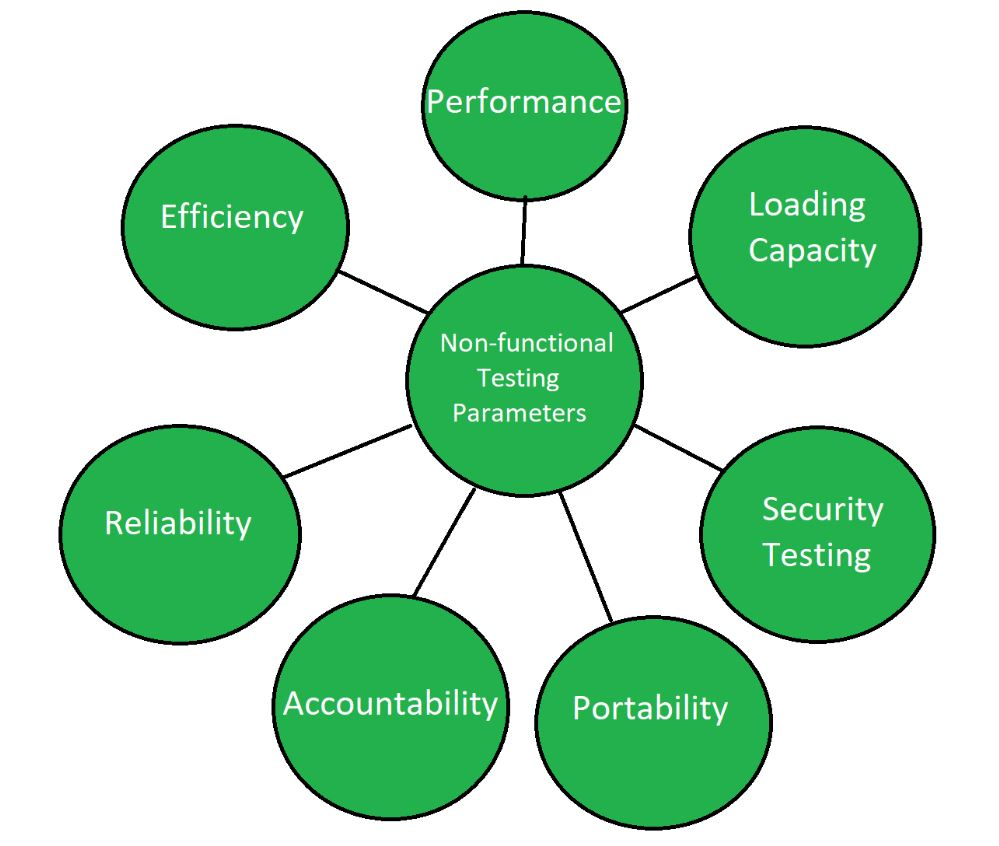 Performance
Efficiency
Loading
Capacity
Non-functional
Testing
Parameters
Reliability
Security
Testing
Accountability
Portability